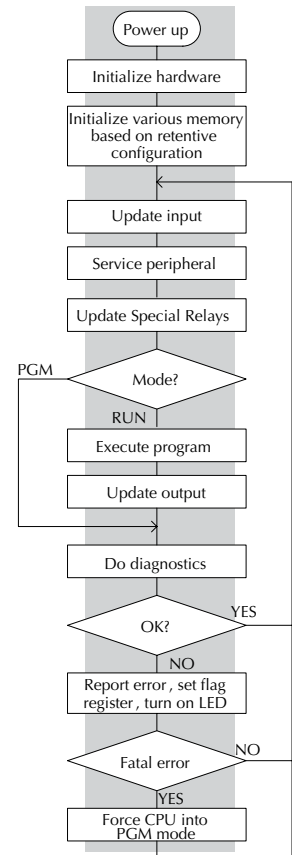 Power up
Initialize hardware
Initialize various memory
based on retentive
configuration
Update input
Service peripheral
Update Special Relays
PGM
Mode?
RUN
Execute program
Update output
Do diagnostics
YES
OK?
NO
Report error , set flag
register , turn on LED
NO
Fatal error
YES
Force CPU into
PGM mode